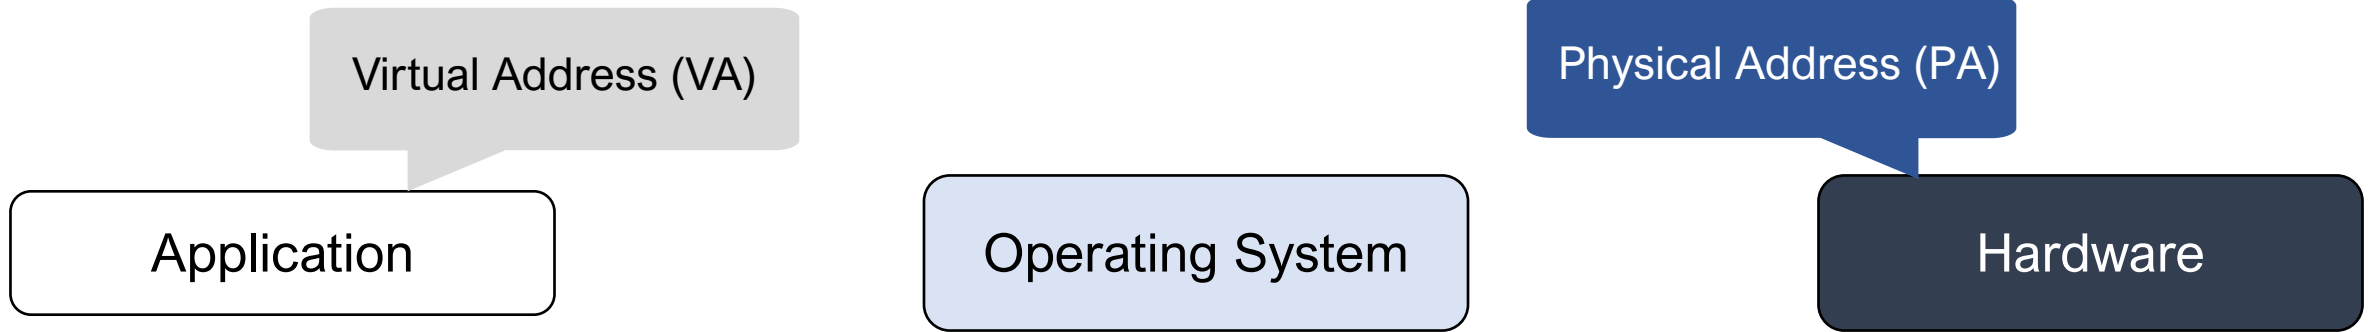 Virtual Address (VA)
Physical Address (PA)
Application
Operating System
Hardware